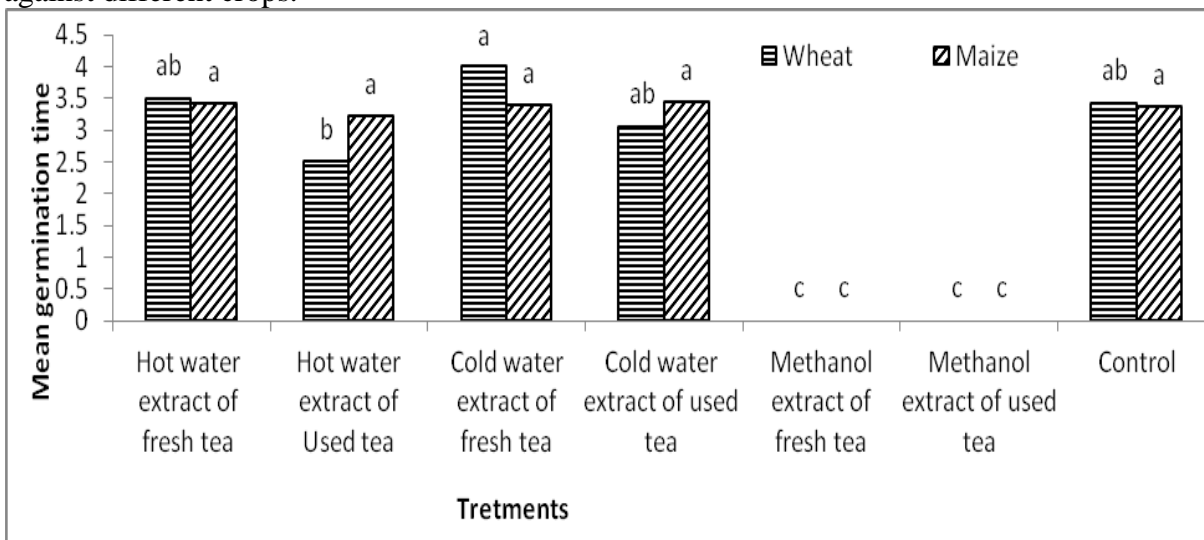 against different crops.
Mean germination time
4.5
4
3.5
3
2.5
2
1.5
1
0.5
0
Wheat
Maize
ab
a
b
a
a
a
ab
a
c
c
c
c
ab
a
Hot water
extract of
fresh tea
Hot water
extract of
Used tea
Cold water
extract of
fresh tea
Cold water
extract of used
tea
Methanol
extract of
fresh tea
Methanol
extract of used
tea
Control
Tretments